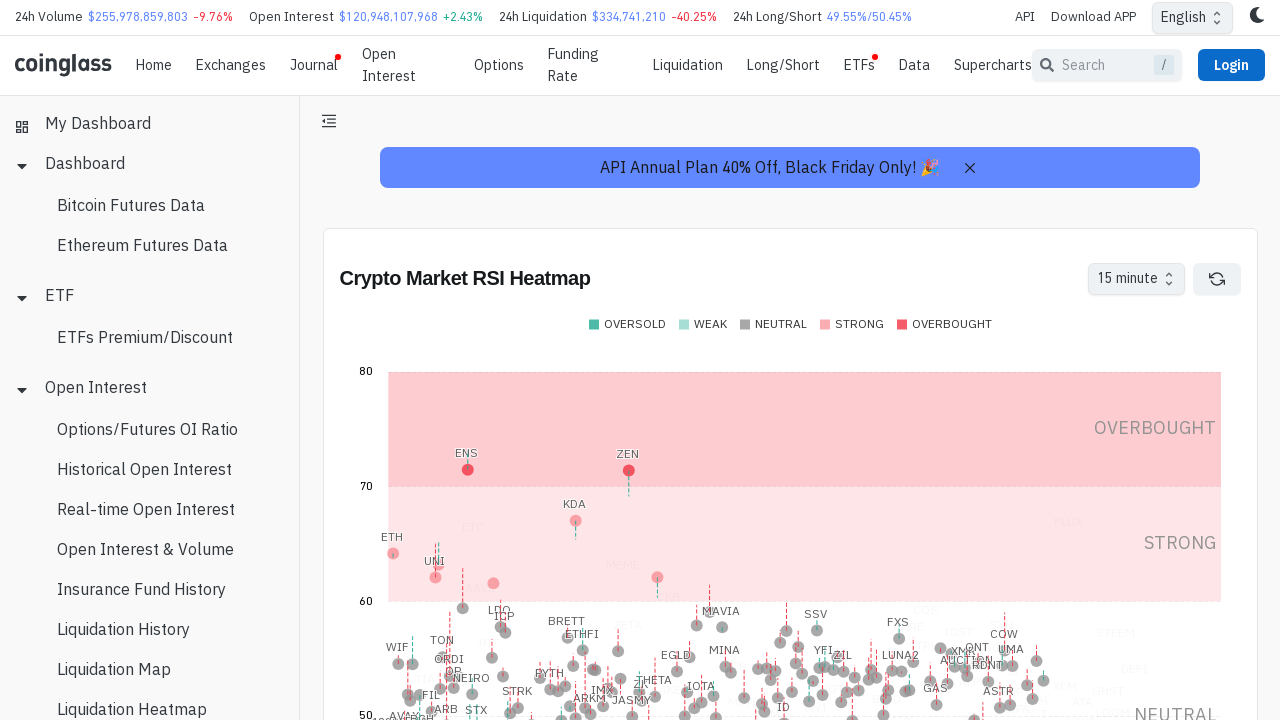 24h Volume $255,978,859,803 -9.76% Open Interest $120,948,107,968 +2.43% 24h Liquidation $334,741,210 -40.25% 24h Long/Short 49.55%/50.45% API Download APP English
coinglass Home Exchanges Journal Open Interest Options Funding Rate Liquidation Long/Short ETFs Data Supercharts Search / Login
My Dashboard
Dashboard
Bitcoin Futures Data
Ethereum Futures Data
ETF
ETFs Premium/Discount
Open Interest
Options/Futures OI Ratio
Historical Open Interest
Real-time Open Interest
Open Interest & Volume
Insurance Fund History
Liquidation History
Liquidation Map
Liquidation Heatmap
API Annual Plan 40% Off, Black Friday Only! 🎉
Crypto Market RSI Heatmap
15 minute
OVERSOLD WEAK NEUTRAL STRONG OVERBOUGHT
80
OVERBOUGHT
ENS ZEN
70
KDA
ETH
STRONG
UNI
60
LDO MAVIA SSV
ICP
BRETT FXS
ETHFI COW
TON
WIF MINA YFI ZIL ONT UMA
ORDI EGLD LUNA2 XMR
AUCTION
RDNT
PYTH THETA
NEIRO
FIL STRK IMX IOTA GAS ASTR
ARB STX ARKM JASMY ID
50
NEUTRAL